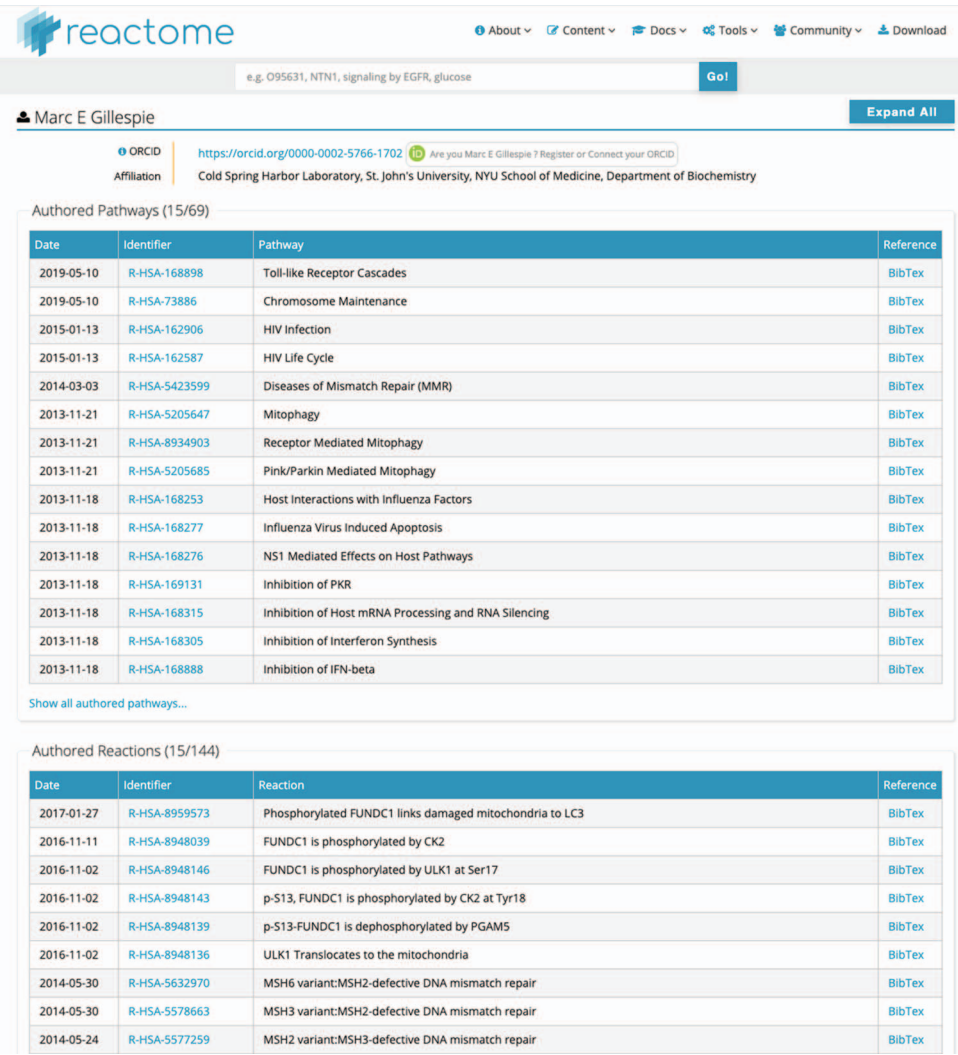 reactome
About Content Docs Tools Community Download
e.g. O95631, NTN1, signaling by EGFR, glucose Go!
Marc E Gillespie Expand All
ORCID https://orcid.org/0000-0002-5766-1702 iD Are you Marc E Gillespie ? Register or Connect your ORCID
Affiliation Cold Spring Harbor Laboratory, St. John's University, NYU School of Medicine, Department of Biochemistry
Authored Pathways (15/69)
Date Identifier Pathway Reference
2019-05-10 R-HSA-168898 Toll-like Receptor Cascades BibTex
2019-05-10 R-HSA-73886 Chromosome Maintenance BibTex
2015-01-13 R-HSA-162906 HIV Infection BibTex
2015-01-13 R-HSA-162587 HIV Life Cycle BibTex
2014-03-03 R-HSA-5423599 Diseases of Mismatch Repair (MMR) BibTex
2013-11-21 R-HSA-5205647 Mitophagy BibTex
2013-11-21 R-HSA-8934903 Receptor Mediated Mitophagy BibTex
2013-11-21 R-HSA-5205685 Pink/Parkin Mediated Mitophagy BibTex
2013-11-18 R-HSA-168253 Host Interactions with Influenza Factors BibTex
2013-11-18 R-HSA-168277 Influenza Virus Induced Apoptosis BibTex
2013-11-18 R-HSA-168276 NS1 Mediated Effects on Host Pathways BibTex
2013-11-18 R-HSA-169131 Inhibition of PKR BibTex
2013-11-18 R-HSA-168315 Inhibition of Host mRNA Processing and RNA Silencing BibTex
2013-11-18 R-HSA-168305 Inhibition of Interferon Synthesis BibTex
2013-11-18 R-HSA-168888 Inhibition of IFN-beta BibTex
Show all authored pathways...
Authored Reactions (15/144)
Date Identifier Reaction Reference
2017-01-27 R-HSA-8959573 Phosphorylated FUNDC1 links damaged mitochondria to LC3 BibTex
2016-11-11 R-HSA-8948039 FUNDC1 is phosphorylated by CK2 BibTex
2016-11-02 R-HSA-8948146 FUNDC1 is phosphorylated by ULK1 at Ser17 BibTex
2016-11-02 R-HSA-8948143 p-S13, FUNDC1 is phosphorylated by CK2 at Tyr18 BibTex
2016-11-02 R-HSA-8948139 p-S13-FUNDC1 is dephosphorylated by PGAM5 BibTex
2016-11-02 R-HSA-8948136 ULK1 Translocates to the mitochondria BibTex
2014-05-30 R-HSA-5632970 MSH6 variant:MSH2-defective DNA mismatch repair BibTex
2014-05-30 R-HSA-5578663 MSH3 variant:MSH2-defective DNA mismatch repair BibTex
2014-05-24 R-HSA-5577259 MSH2 variant:MSH3-defective DNA mismatch repair BibTex